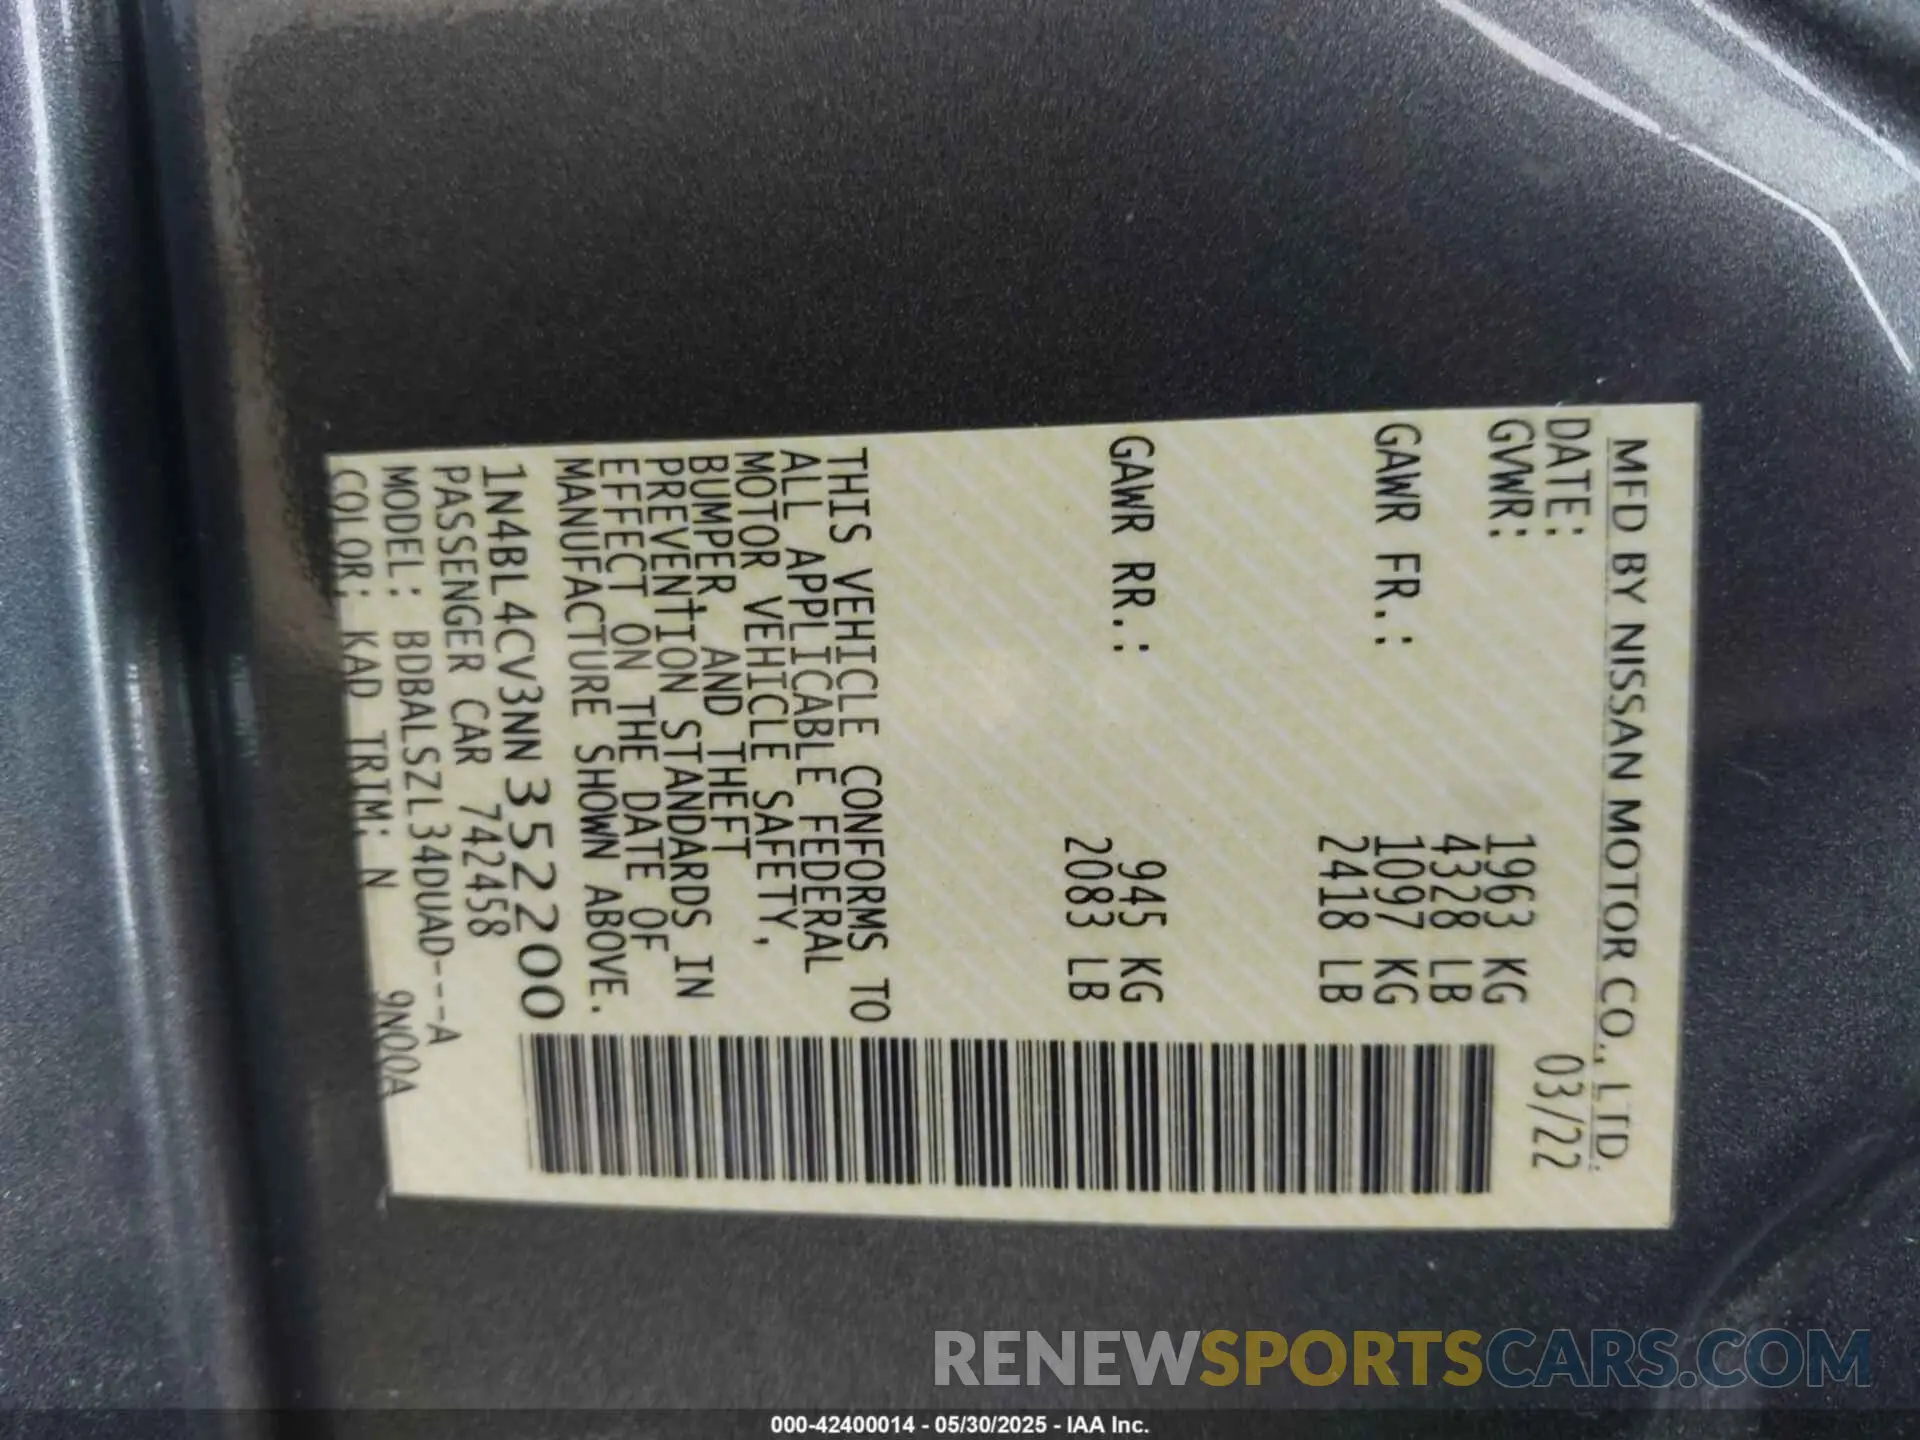 MFD BY NISSAN MOTOR CO., LTD.
DATE: 03/22
GVWR: 1963 KG
4328 LB
GAWR FR.: 1097 KG
2418 LB
GAWR RR.: 945 KG
2083 LB
THIS VEHICLE CONFORMS TO
ALL APPLICABLE FEDERAL
MOTOR VEHICLE SAFETY,
BUMPER, AND THEFT
PREVENTION STANDARDS IN
EFFECT ON THE DATE OF
MANUFACTURE SHOWN ABOVE.
1N4BL4CV3NN352200
PASSENGER CAR 742458
MODEL: BDBALSZL34DUAD---A
COLOR: KAD TRIM: N 9N00A
RENEWSPORTSCARS.COM
000-42400014 - 05/30/2025 - IAA Inc.